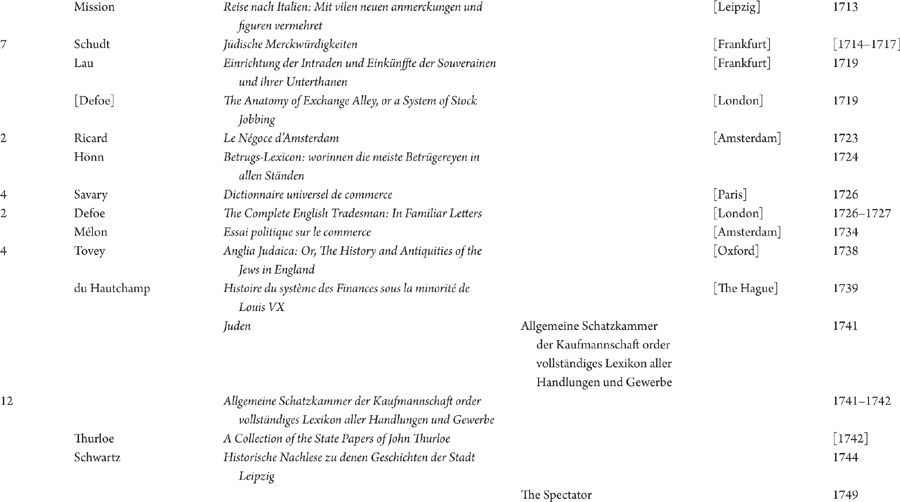 Mission Reise nach Italien: Mit vilen neuen anmerckungen und [Leipzig] 1713
figuren vermehret
7 Schudt Jüdische Merckwürdigkeiten [Frankfurt] [1714–1717]
Lau Einrichtung der Intraden und Einkünffte der Souverainen [Frankfurt] 1719
und ihrer Unterthanen
[Defoe] The Anatomy of Exchange Alley, or a System of Stock [London] 1719
Jobbing
2 Ricard Le Négoce d’Amsterdam [Amsterdam] 1723
Hönn Betrugs-Lexicon: worinnen die meiste Betrügereyen in 1724
allen Ständen
4 Savary Dictionnaire universel de commerce [Paris] 1726
2 Defoe The Complete English Tradesman: In Familiar Letters [London] 1726–1727
Mélon Essai politique sur le commerce [Amsterdam] 1734
4 Tovey Anglia Judaica: Or, The History and Antiquities of the [Oxford] 1738
Jews in England
du Hautchamp Histoire du système des Finances sous la minorité de [The Hague] 1739
Louis VX
Juden Allgemeine Schatzkammer 1741
der Kaufmannschaft order
vollständiges Lexikon aller
Handlungen und Gewerbe
12 Allgemeine Schatzkammer der Kaufmannschaft order 1741–1742
vollständiges Lexikon aller Handlungen und Gewerbe
Thurloe A Collection of the State Papers of John Thurloe [1742]
Schwartz Historische Nachlese zu denen Geschichten der Stadt 1744
Leipzig
The Spectator 1749